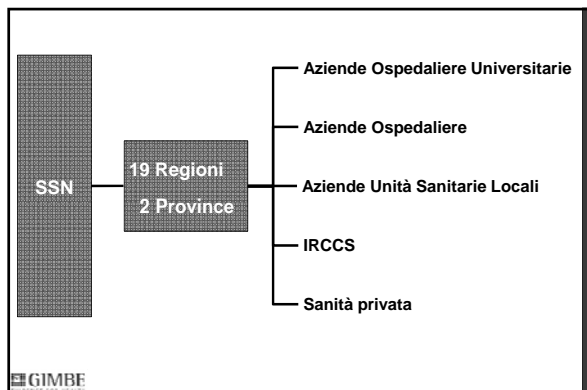 SSN
19 Regioni
2 Province
Aziende Ospedaliere Universitarie
Aziende Ospedaliere
Aziende Unità Sanitarie Locali
IRCCS
Sanità privata
GIMBE